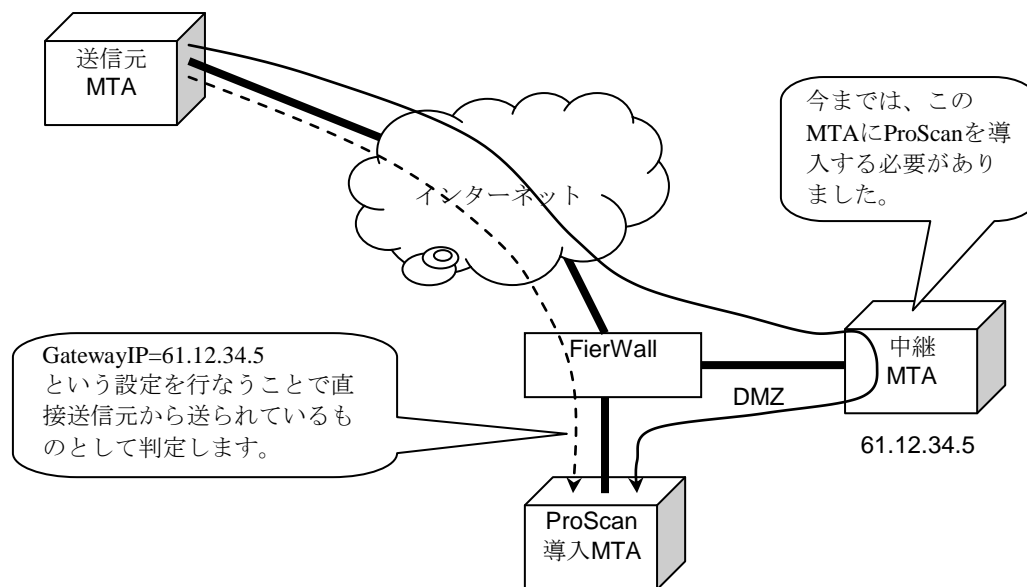 送信元
MTA
今までは、この
MTAにProScanを導
入する必要があり
ました。
インターネット
FierWall
中継
MTA
DMZ
61.12.34.5
GatewayIP=61.12.34.5
という設定を行なうことで直
接送信元から送られているも
のとして判定します。
ProScan
導入MTA